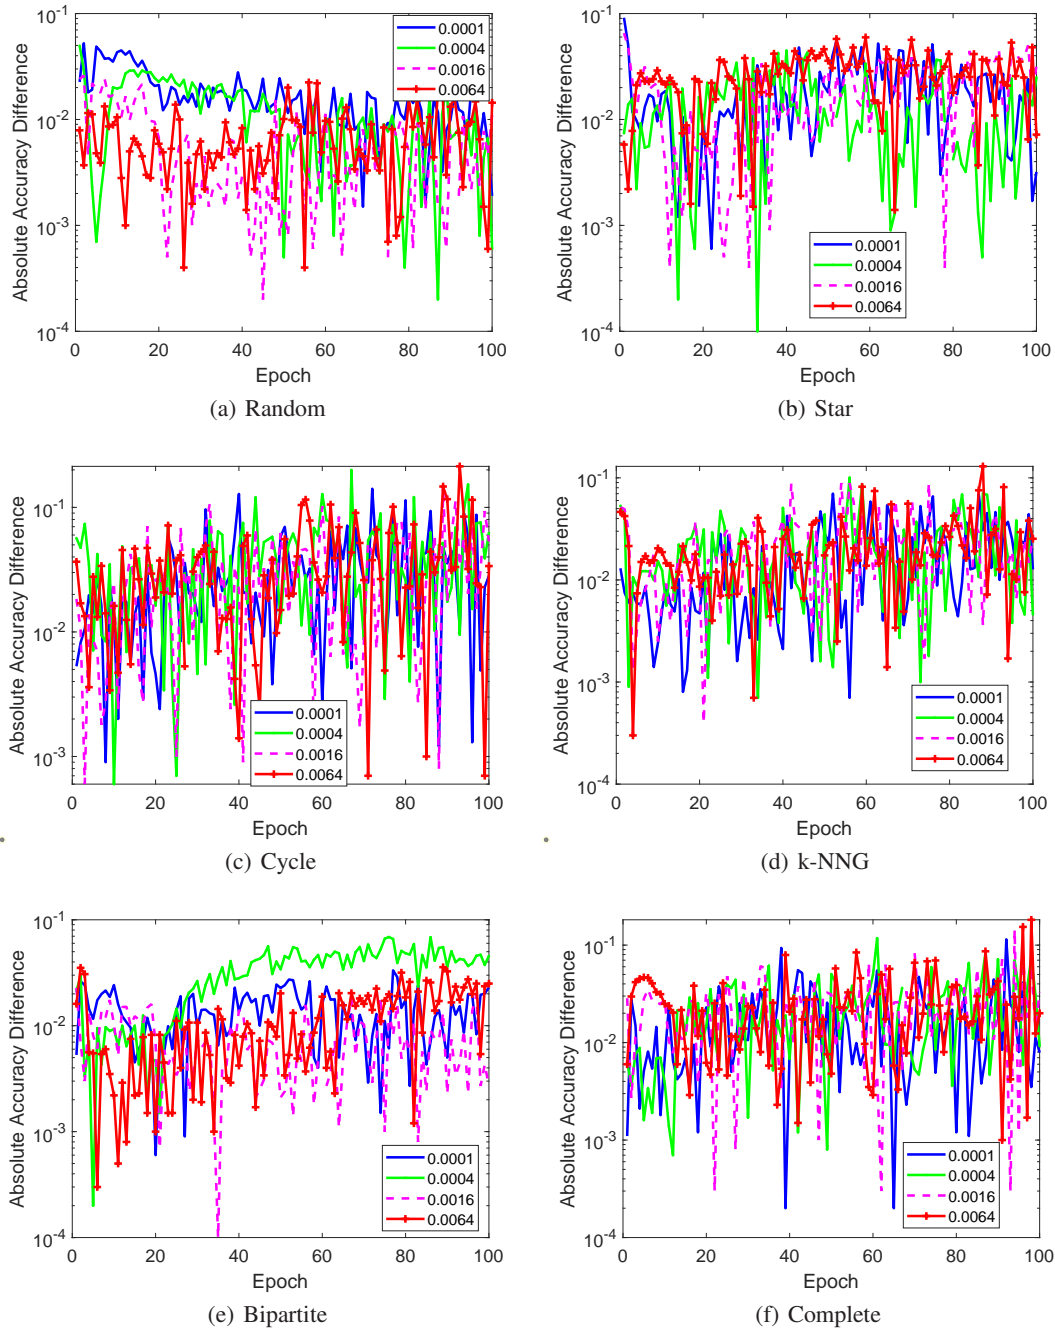 Absolute Accuracy Difference
10^-1
10^-2
10^-3
10^-4
0 20 40 60 80 100
Epoch
0.0001
0.0004
0.0016
0.0064
(a) Random
Absolute Accuracy Difference
10^-1
10^-2
10^-3
10^-4
0 20 40 60 80 100
Epoch
0.0001
0.0004
0.0016
0.0064
(b) Star
Absolute Accuracy Difference
10^-1
10^-2
10^-3
0 20 40 60 80 100
Epoch
0.0001
0.0004
0.0016
0.0064
(c) Cycle
Absolute Accuracy Difference
10^-1
10^-2
10^-3
10^-4
0 20 40 60 80 100
Epoch
0.0001
0.0004
0.0016
0.0064
(d) k-NNG
Absolute Accuracy Difference
10^-1
10^-2
10^-3
10^-4
0 20 40 60 80 100
Epoch
0.0001
0.0004
0.0016
0.0064
(e) Bipartite
Absolute Accuracy Difference
10^-1
10^-2
10^-3
10^-4
0 20 40 60 80 100
Epoch
0.0001
0.0004
0.0016
0.0064
(f) Complete